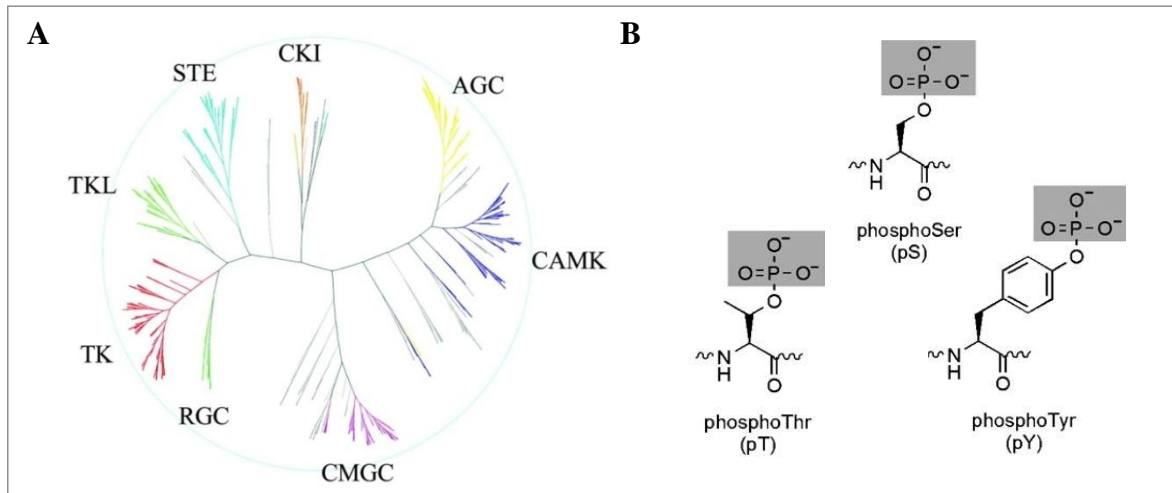 A
CKI
STE
AGC
TKL
CAMK
TK
RGC
CMGC
B
O⁻
O=P–O⁻
O
N
H
O
phosphoSer
(pS)
O⁻
O=P–O⁻
O
N
H
O
phosphoThr
(pT)
O⁻
O=P–O⁻
O
N
H
O
phosphoTyr
(pY)